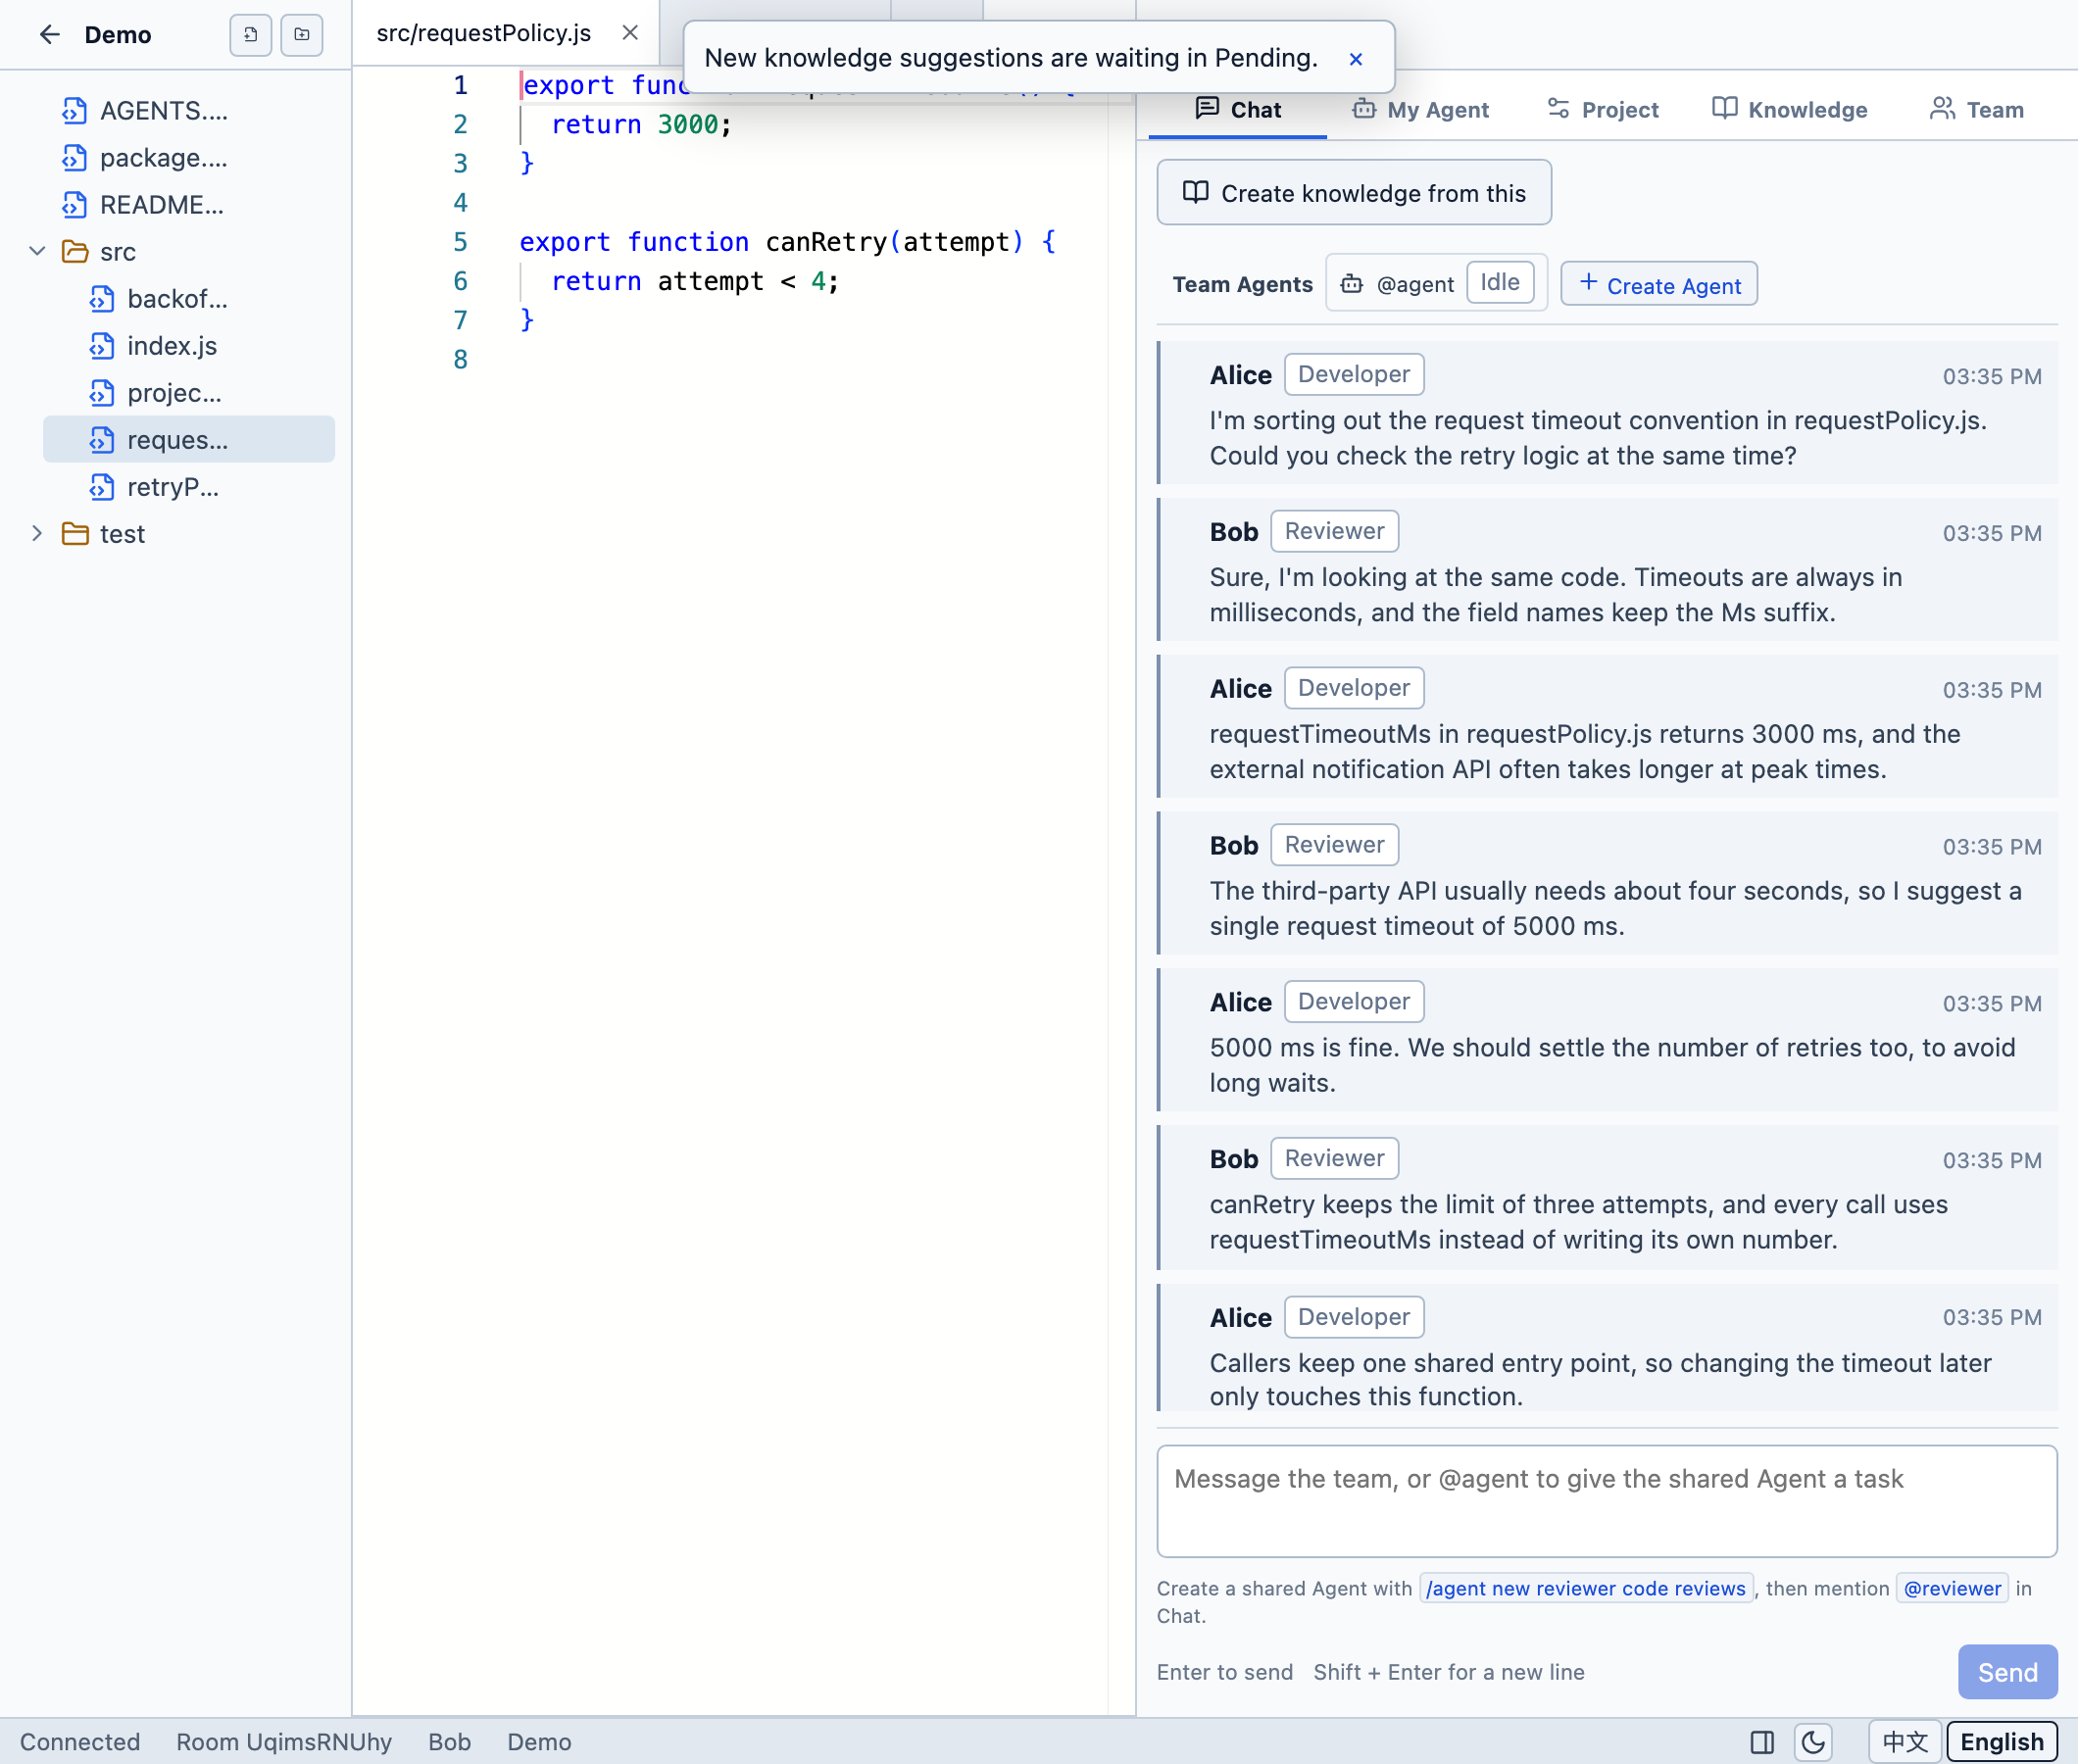 Demo
AGENTS....
package....
README...
src
backof...
index.js
projec...
reques...
retryP...
test
src/requestPolicy.js
New knowledge suggestions are waiting in Pending.
1 export func
2 return 3000;
3 }
4
5 export function canRetry(attempt) {
6 return attempt < 4;
7 }
8
Chat My Agent Project Knowledge Team
Create knowledge from this
Team Agents @agent Idle + Create Agent
Alice Developer 03:35 PM
I'm sorting out the request timeout convention in requestPolicy.js.
Could you check the retry logic at the same time?
Bob Reviewer 03:35 PM
Sure, I'm looking at the same code. Timeouts are always in
milliseconds, and the field names keep the Ms suffix.
Alice Developer 03:35 PM
requestTimeoutMs in requestPolicy.js returns 3000 ms, and the
external notification API often takes longer at peak times.
Bob Reviewer 03:35 PM
The third-party API usually needs about four seconds, so I suggest a
single request timeout of 5000 ms.
Alice Developer 03:35 PM
5000 ms is fine. We should settle the number of retries too, to avoid
long waits.
Bob Reviewer 03:35 PM
canRetry keeps the limit of three attempts, and every call uses
requestTimeoutMs instead of writing its own number.
Alice Developer 03:35 PM
Callers keep one shared entry point, so changing the timeout later
only touches this function.
Message the team, or @agent to give the shared Agent a task
Create a shared Agent with /agent new reviewer code reviews, then mention @reviewer in
Chat.
Enter to send Shift + Enter for a new line
Send
Connected Room UqimsRNUhy Bob Demo 中文 English